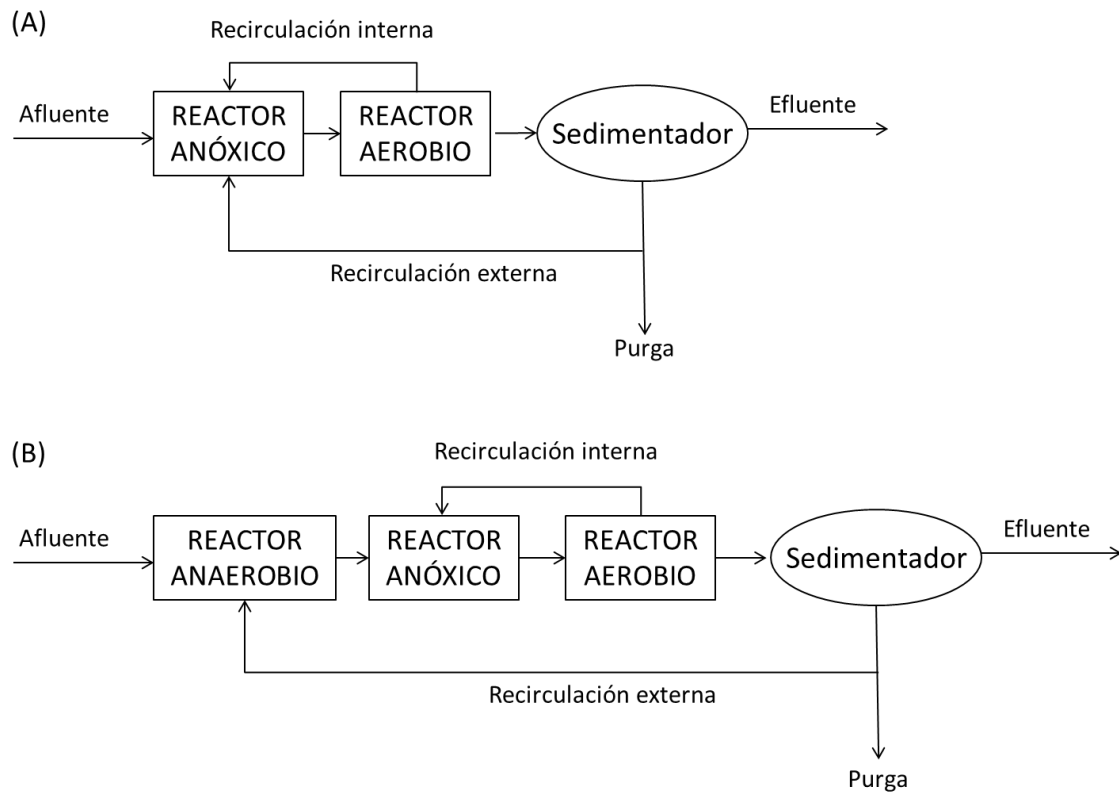 (A)
Recirculación interna
Afluente
REACTOR
ANÓXICO
REACTOR
AEROBIO
Sedimentador
Efluente
Recirculación externa
Purga
(B)
Recirculación interna
Afluente
REACTOR
ANAEROBIO
REACTOR
ANÓXICO
REACTOR
AEROBIO
Sedimentador
Efluente
Recirculación externa
Purga